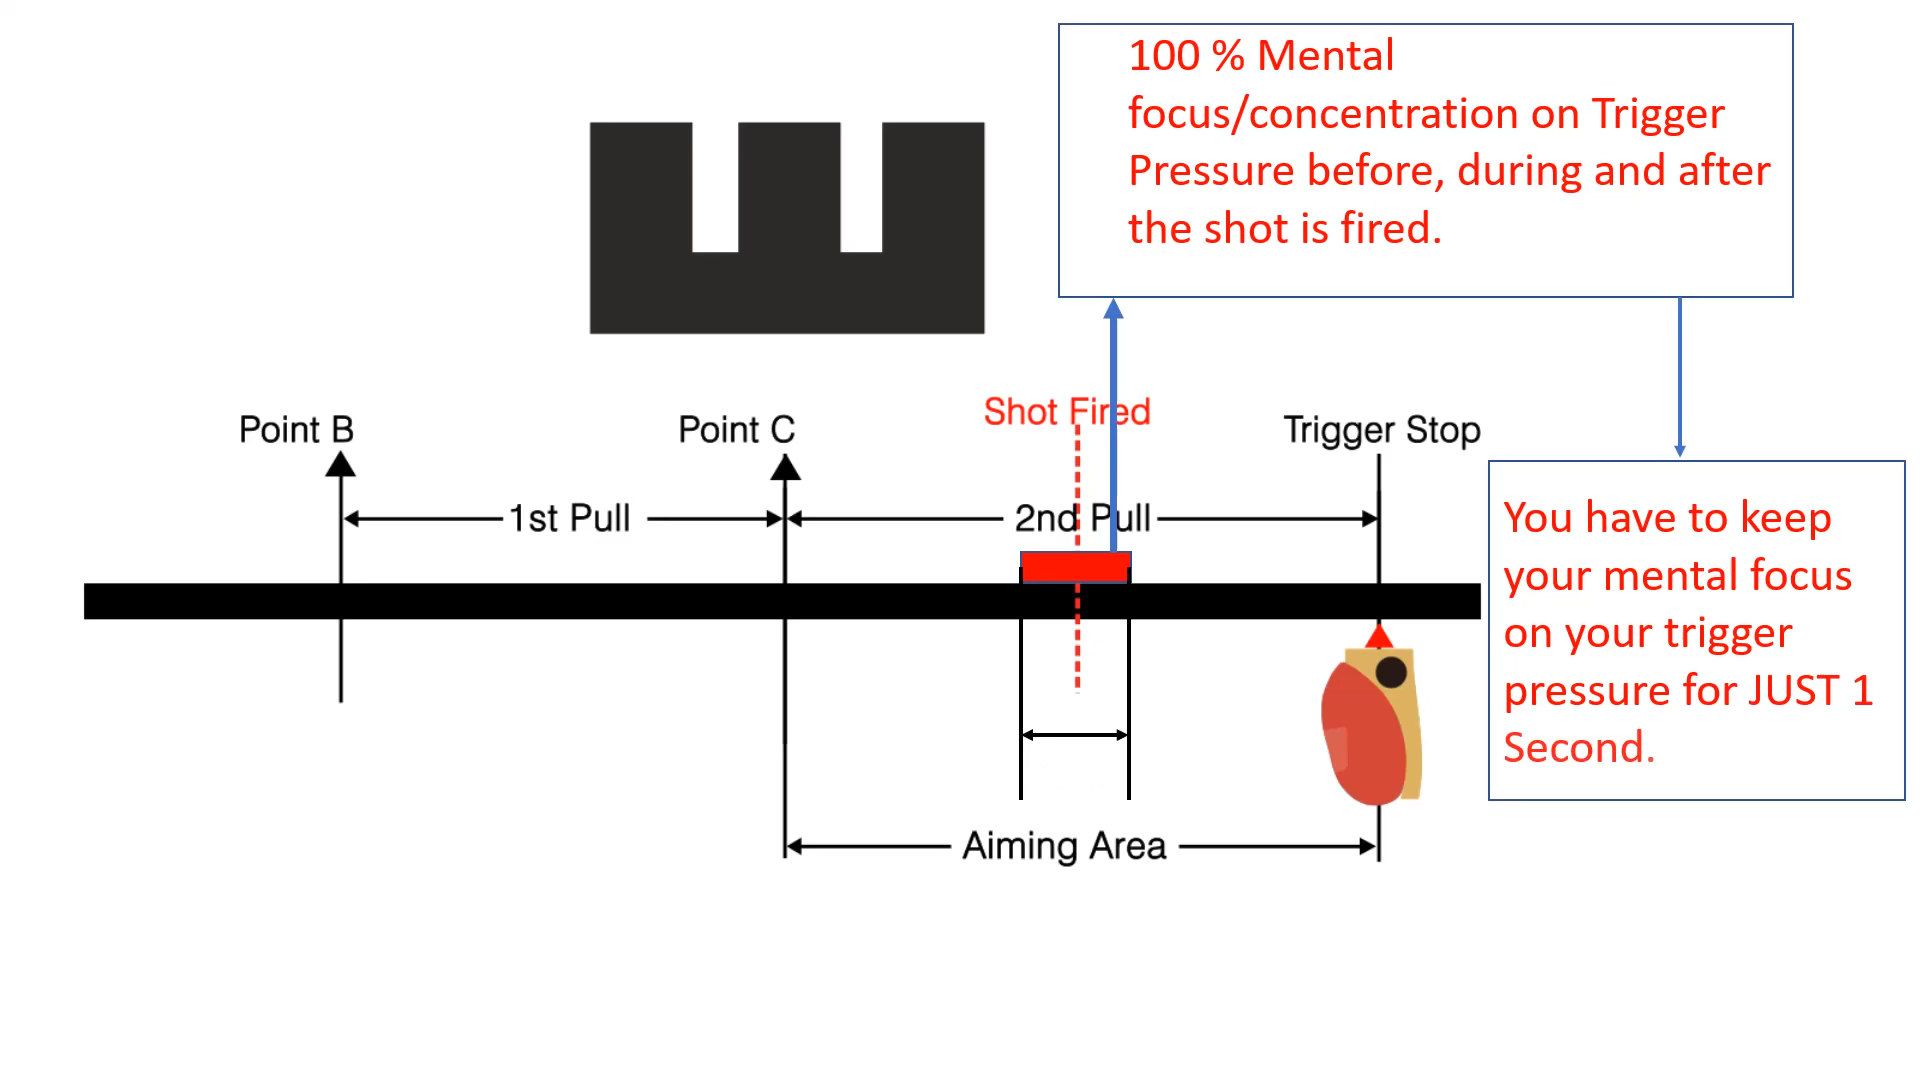 100 % Mental
focus/concentration on Trigger
Pressure before, during and after
the shot is fired.
Shot Fired
Point B
Point C
Trigger Stop
1st Pull
2nd Pull
You have to keep
your mental focus
on your trigger
pressure for JUST 1
Second.
Aiming Area